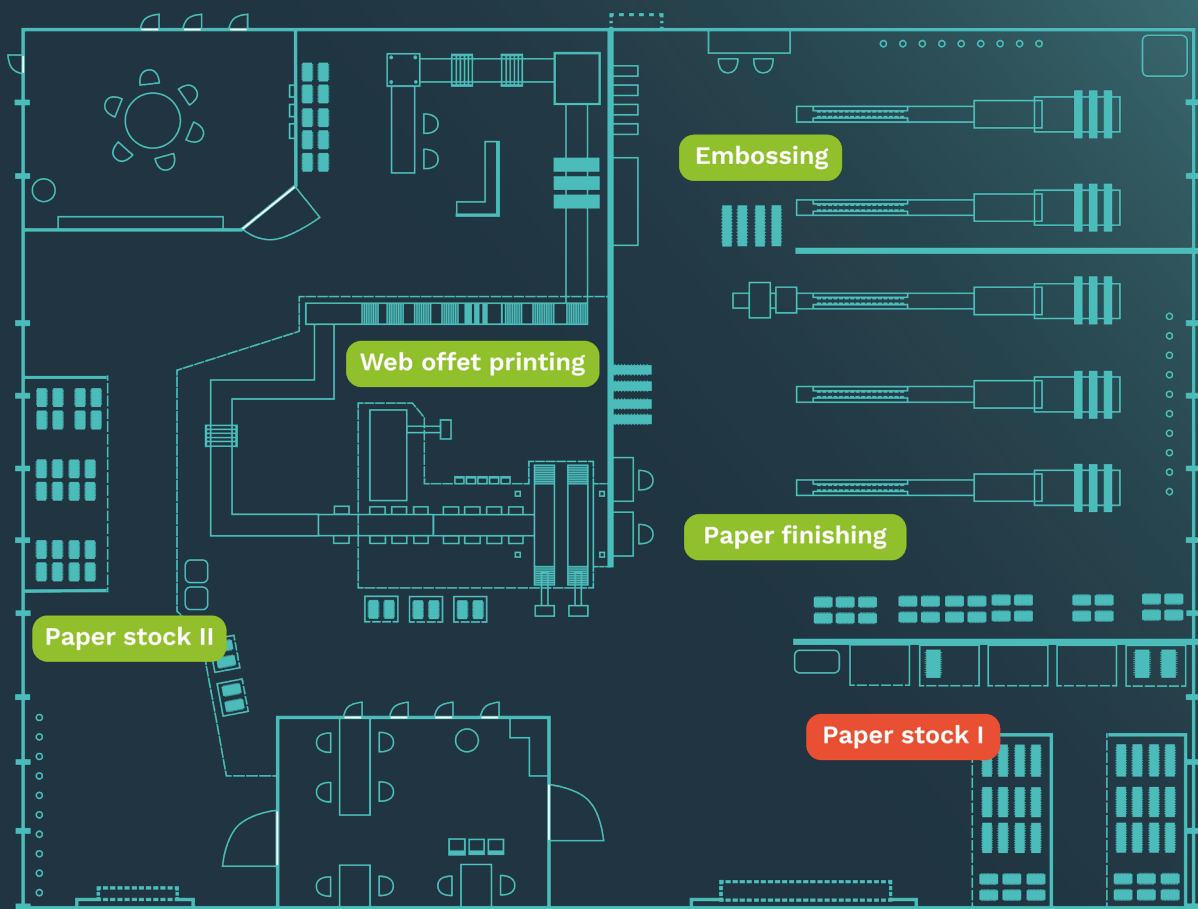 Embossing
Web offet printing
Paper finishing
Paper stock II
Paper stock I